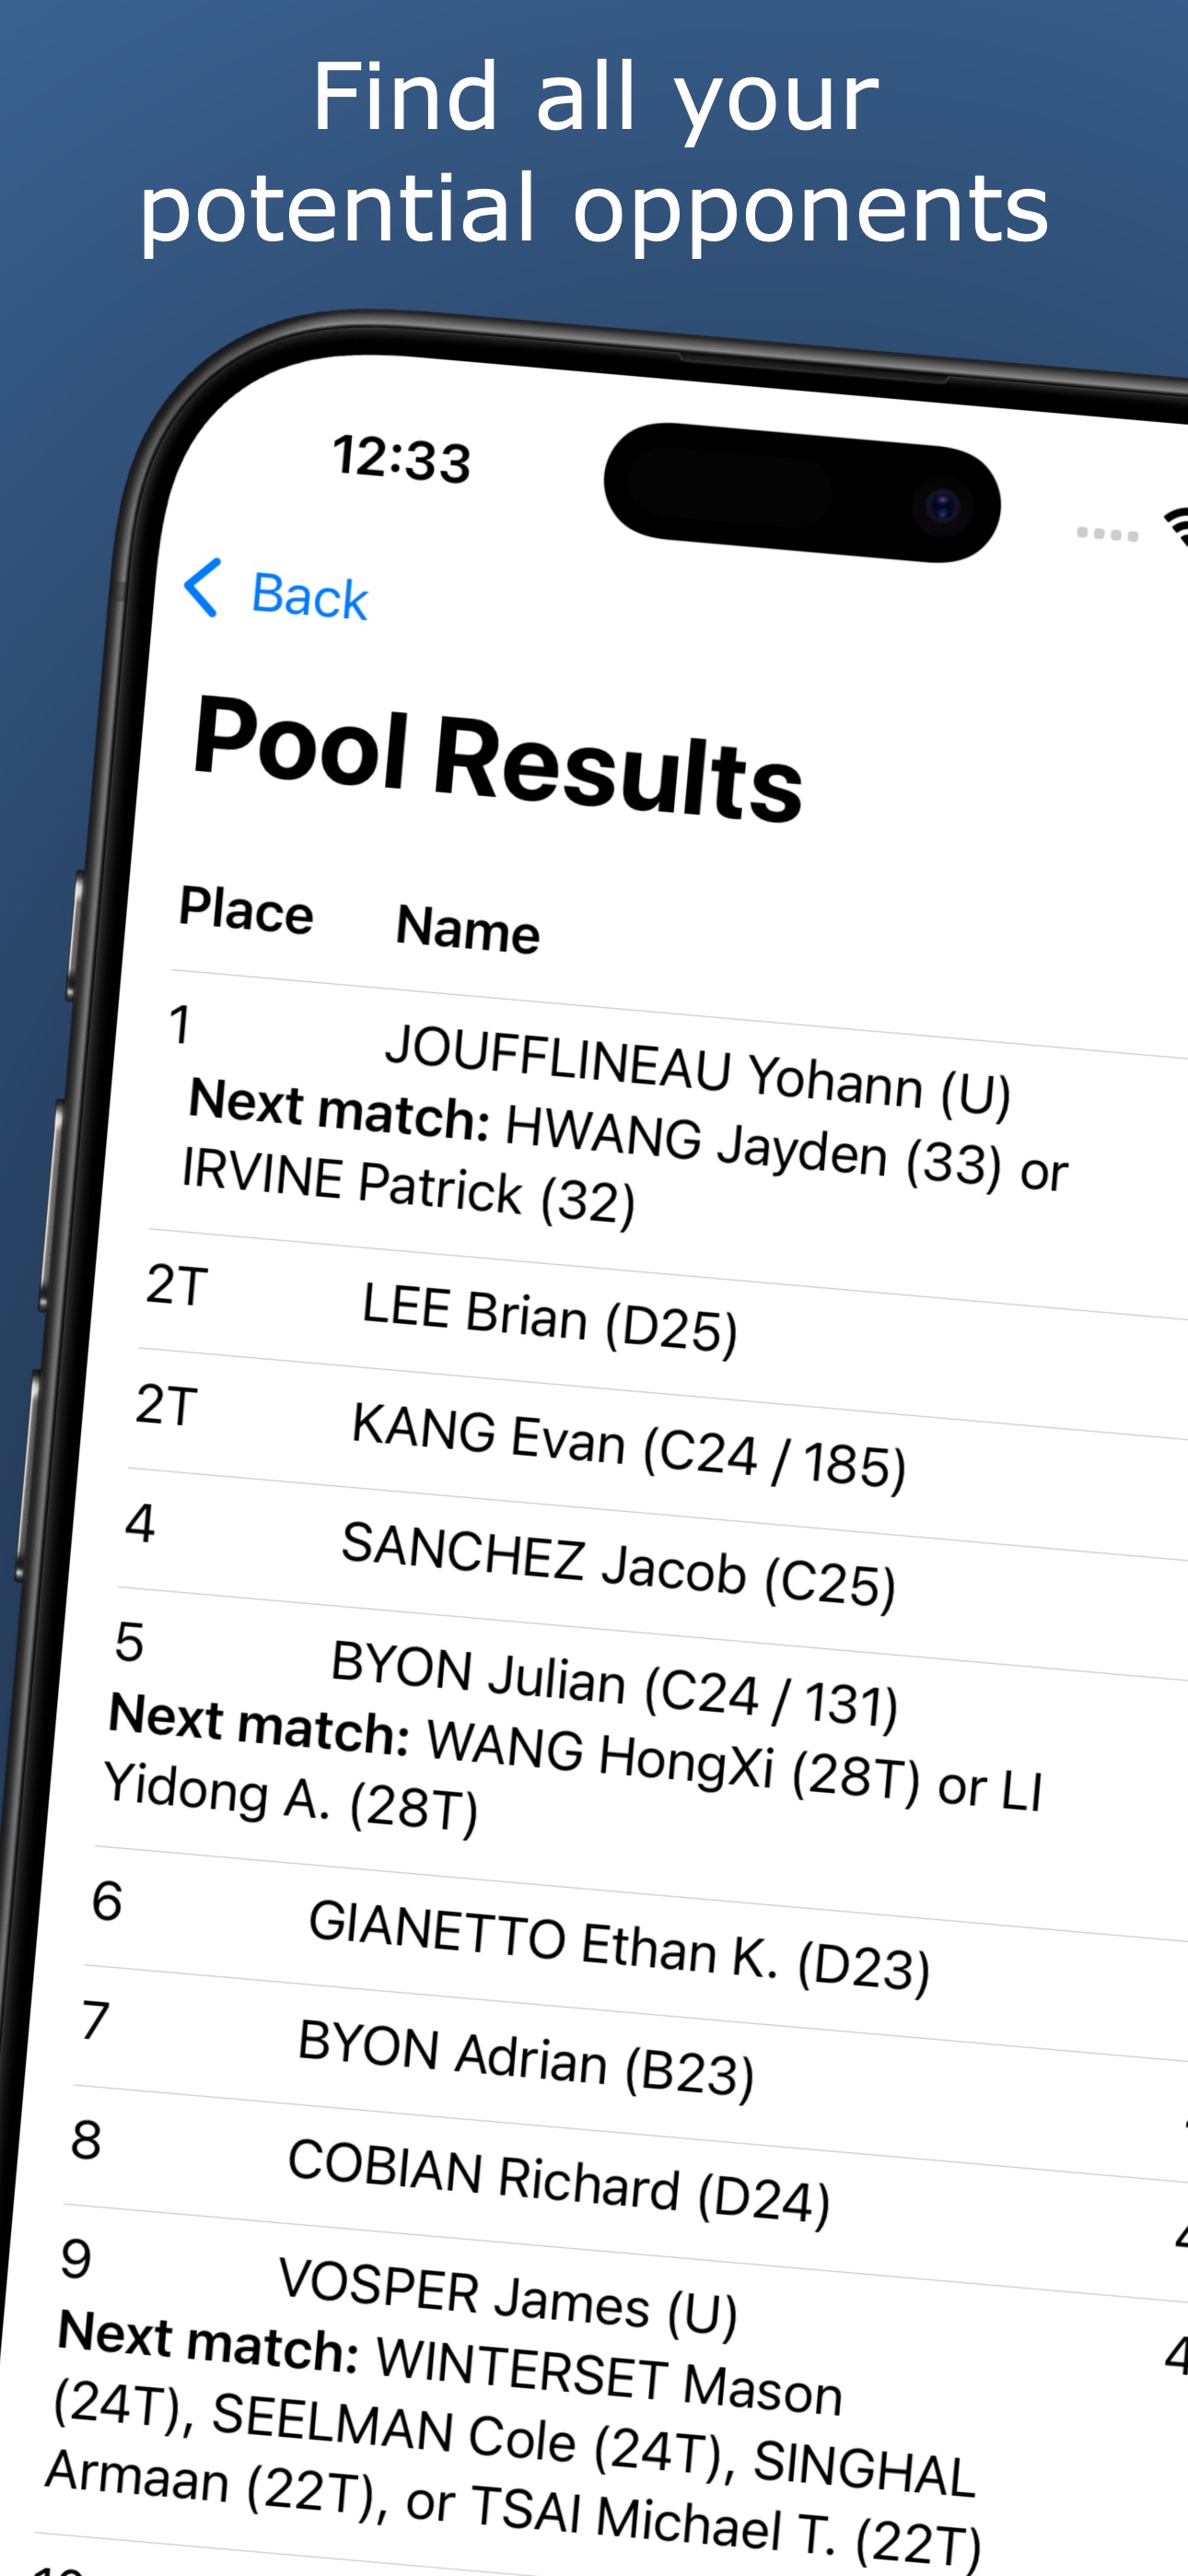 Find all your
potential opponents
12:33
Back
Pool Results
Place Name
1 JOUFFLINEAU Yohann (U)
Next match: HWANG Jayden (33) or
IRVINE Patrick (32)
2T LEE Brian (D25)
2T KANG Evan (C24 / 185)
4 SANCHEZ Jacob (C25)
5 BYON Julian (C24 / 131)
Next match: WANG HongXi (28T) or LI
Yidong A. (28T)
6 GIANETTO Ethan K. (D23)
7 BYON Adrian (B23)
8 COBIAN Richard (D24)
9 VOSPER James (U)
Next match: WINTERSET Mason
(24T), SEELMAN Cole (24T), SINGHAL
Armaan (22T), or TSAI Michael T. (22T)